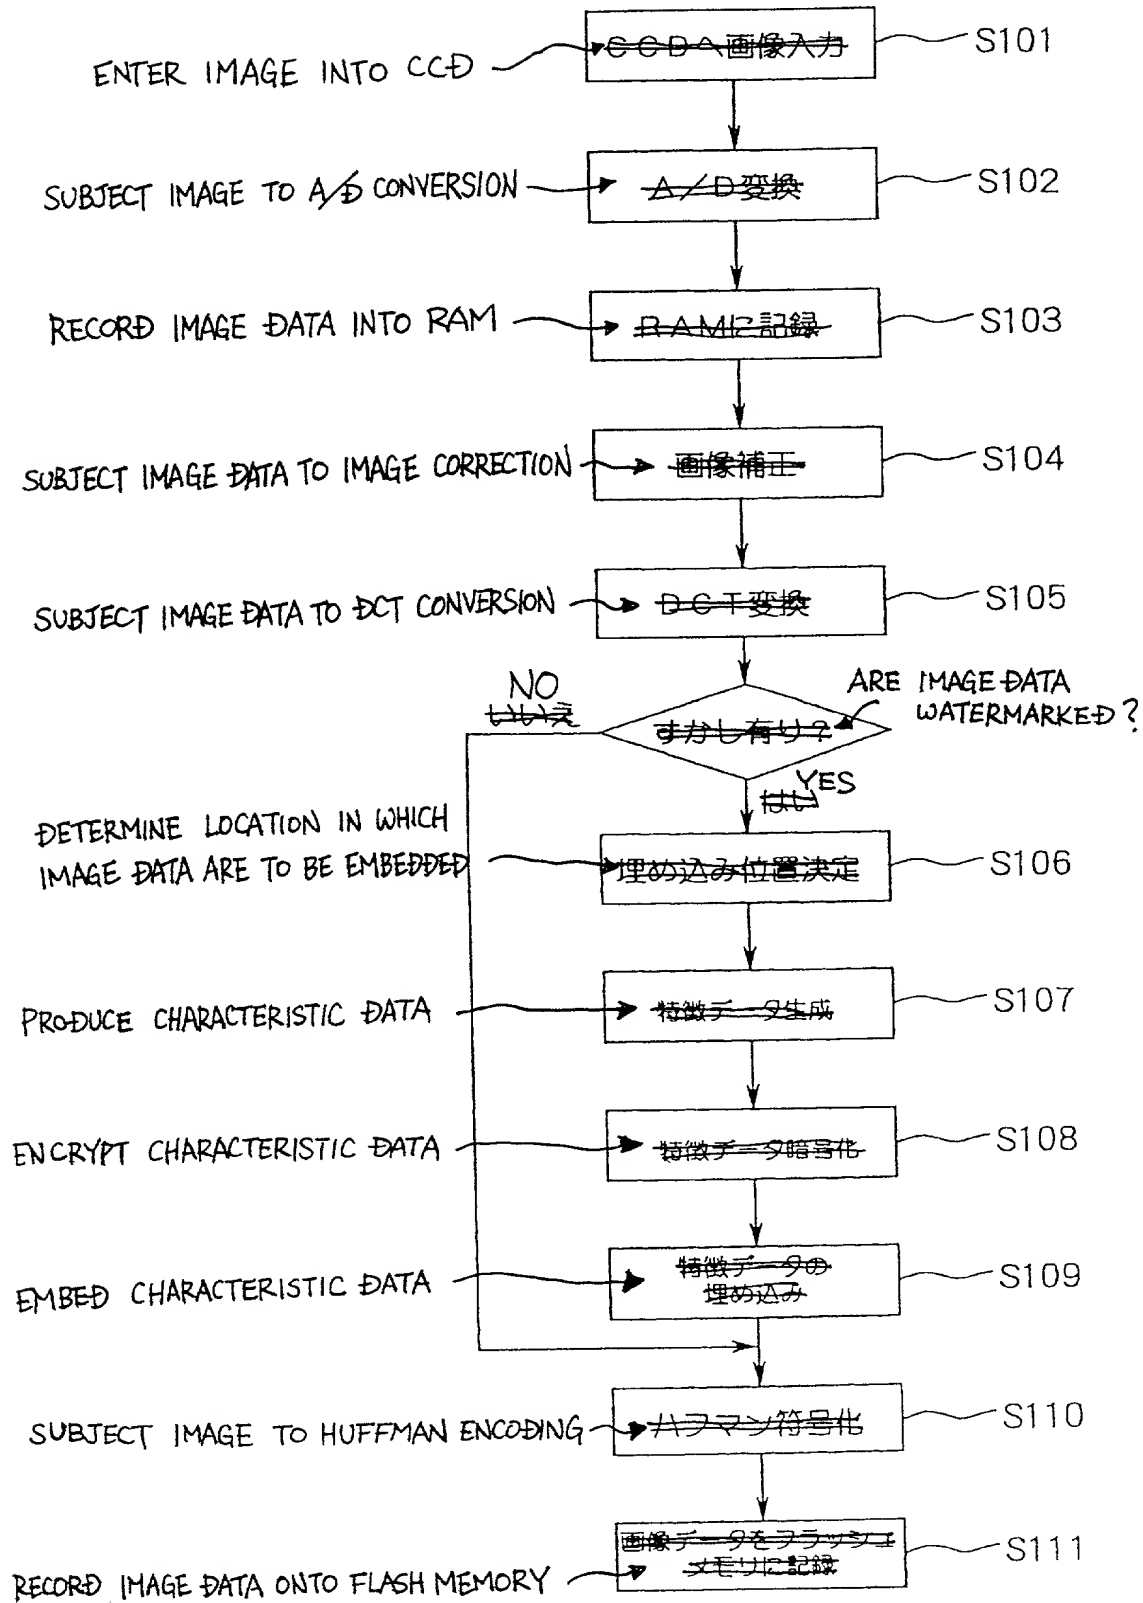 ENTER IMAGE INTO CCD
CCDへ画像入力
S101
SUBJECT IMAGE TO A/D CONVERSION
A/D変換
S102
RECORD IMAGE DATA INTO RAM
RAMに記録
S103
SUBJECT IMAGE DATA TO IMAGE CORRECTION
画像補正
S104
SUBJECT IMAGE DATA TO DCT CONVERSION
DCT変換
S105
NO
いいえ
すかし有り?
ARE IMAGE DATA
WATERMARKED?
YES
はい
DETERMINE LOCATION IN WHICH
IMAGE DATA ARE TO BE EMBEDDED
埋め込み位置決定
S106
PRODUCE CHARACTERISTIC DATA
特徴データ生成
S107
ENCRYPT CHARACTERISTIC DATA
特徴データ暗号化
S108
EMBED CHARACTERISTIC DATA
特徴データの
埋め込み
S109
SUBJECT IMAGE TO HUFFMAN ENCODING
ハフマン符号化
S110
RECORD IMAGE DATA ONTO FLASH MEMORY
画像データをフラッシュ
メモリに記録
S111